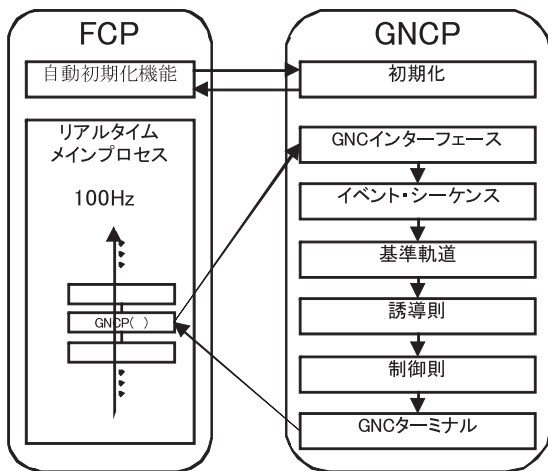 FCP
自動初期化機能
リアルタイム
メインプロセス
100Hz
GNCP( )
GNCP
初期化
GNCインターフェース
イベント・シーケンス
基準軌道
誘導則
制御則
GNCターミナル